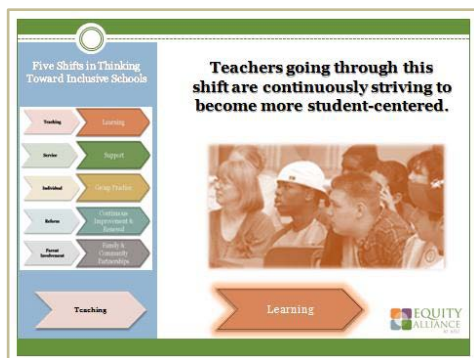 Five Shifts in Thinking
Toward Inclusive Schools
Teaching
Learning
Service
Support
Individual
Group Practice
Reform
Continuous
Improvement &
Renewal
Parent
Involvement
Family &
Community
Partnerships
Teaching
Teachers going through this
shift are continuously striving to
become more student-centered.
Learning
EQUITY
ALLIANCE